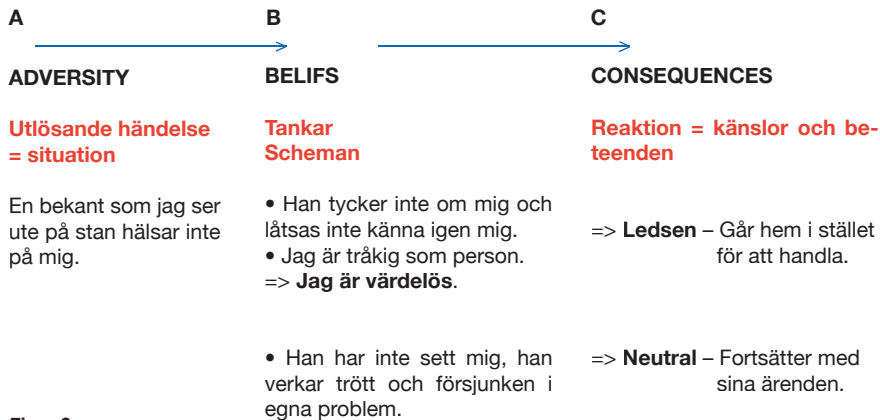 A
B
C
ADVERSITY
BELIFS
CONSEQUENCES
Utlösande händelse
= situation
Tankar
Scheman
Reaktion = känslor och be-
teenden
En bekant som jag ser
ute på stan hälsar inte
på mig.
• Han tycker inte om mig och
låtsas inte känna igen mig.
• Jag är tråkig som person.
=> Jag är värdelös.
=> Ledsen – Går hem i stället
för att handla.
• Han har inte sett mig, han
verkar trött och försjunken i
egna problem.
=> Neutral – Fortsätter med
sina ärenden.